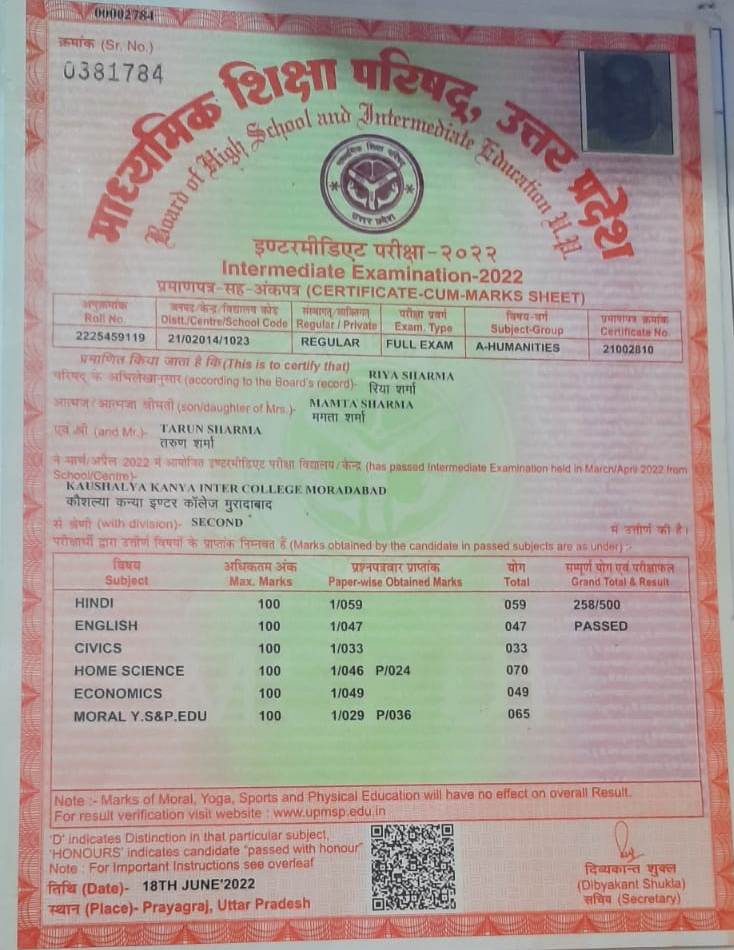 00002784
क्रमांक (Sr. No.)
0381784
माध्यमिक शिक्षा परिषद्, उत्तर प्रदेश
Board of High School and Intermediate Education U.P.
माध्यमिक शिक्षा परिषद
उत्तर प्रदेश
इण्टरमीडिएट परीक्षा-२०२२
Intermediate Examination-2022
प्रमाणपत्र-सह-अंकपत्र (CERTIFICATE-CUM-MARKS SHEET)
अनुक्रमांक जनपद/केन्द्र/विद्यालय कोड संस्थागत/व्यक्तिगत परीक्षा प्रवर्ग विषय-वर्ग प्रमाणपत्र क्रमांक
Roll No. Distt./Centre/School Code Regular / Private Exam. Type Subject-Group Certificate No.
2225459119 21/02014/1023 REGULAR FULL EXAM A-HUMANITIES 21002810
प्रमाणित किया जाता है कि (This is to certify that)
परिषद् के अभिलेखानुसार (according to the Board's record)- RIYA SHARMA
रिया शर्मा
आत्मज/आत्मजा श्रीमती (son/daughter of Mrs.)- MAMTA SHARMA
ममता शर्मा
एवं श्री (and Mr.)- TARUN SHARMA
तरुण शर्मा
ने मार्च/अप्रैल 2022 में आयोजित इण्टरमीडिएट परीक्षा विद्यालय/केन्द्र (has passed Intermediate Examination held in March/April 2022 from
School/Centre)-
KAUSHALYA KANYA INTER COLLEGE MORADABAD
कौशल्या कन्या इण्टर कॉलेज मुरादाबाद
से श्रेणी (with division)- SECOND में उत्तीर्ण की है।
परीक्षार्थी द्वारा उत्तीर्ण विषयों के प्राप्तांक निम्नवत हैं (Marks obtained by the candidate in passed subjects are as under) :-
विषय अधिकतम अंक प्रश्नपत्रवार प्राप्तांक योग सम्पूर्ण योग एवं परीक्षाफल
Subject Max. Marks Paper-wise Obtained Marks Total Grand Total & Result
HINDI 100 1/059 059 258/500
ENGLISH 100 1/047 047 PASSED
CIVICS 100 1/033 033
HOME SCIENCE 100 1/046 P/024 070
ECONOMICS 100 1/049 049
MORAL Y.S&P.EDU 100 1/029 P/036 065
Note :- Marks of Moral, Yoga, Sports and Physical Education will have no effect on overall Result.
For result verification visit website : www.upmsp.edu.in
'D' indicates Distinction in that particular subject,
'HONOURS' indicates candidate "passed with honour"
Note : For Important Instructions see overleaf
तिथि (Date)- 18TH JUNE'2022
स्थान (Place)- Prayagraj, Uttar Pradesh
दिव्यकान्त शुक्ल
(Dibyakant Shukla)
सचिव (Secretary)